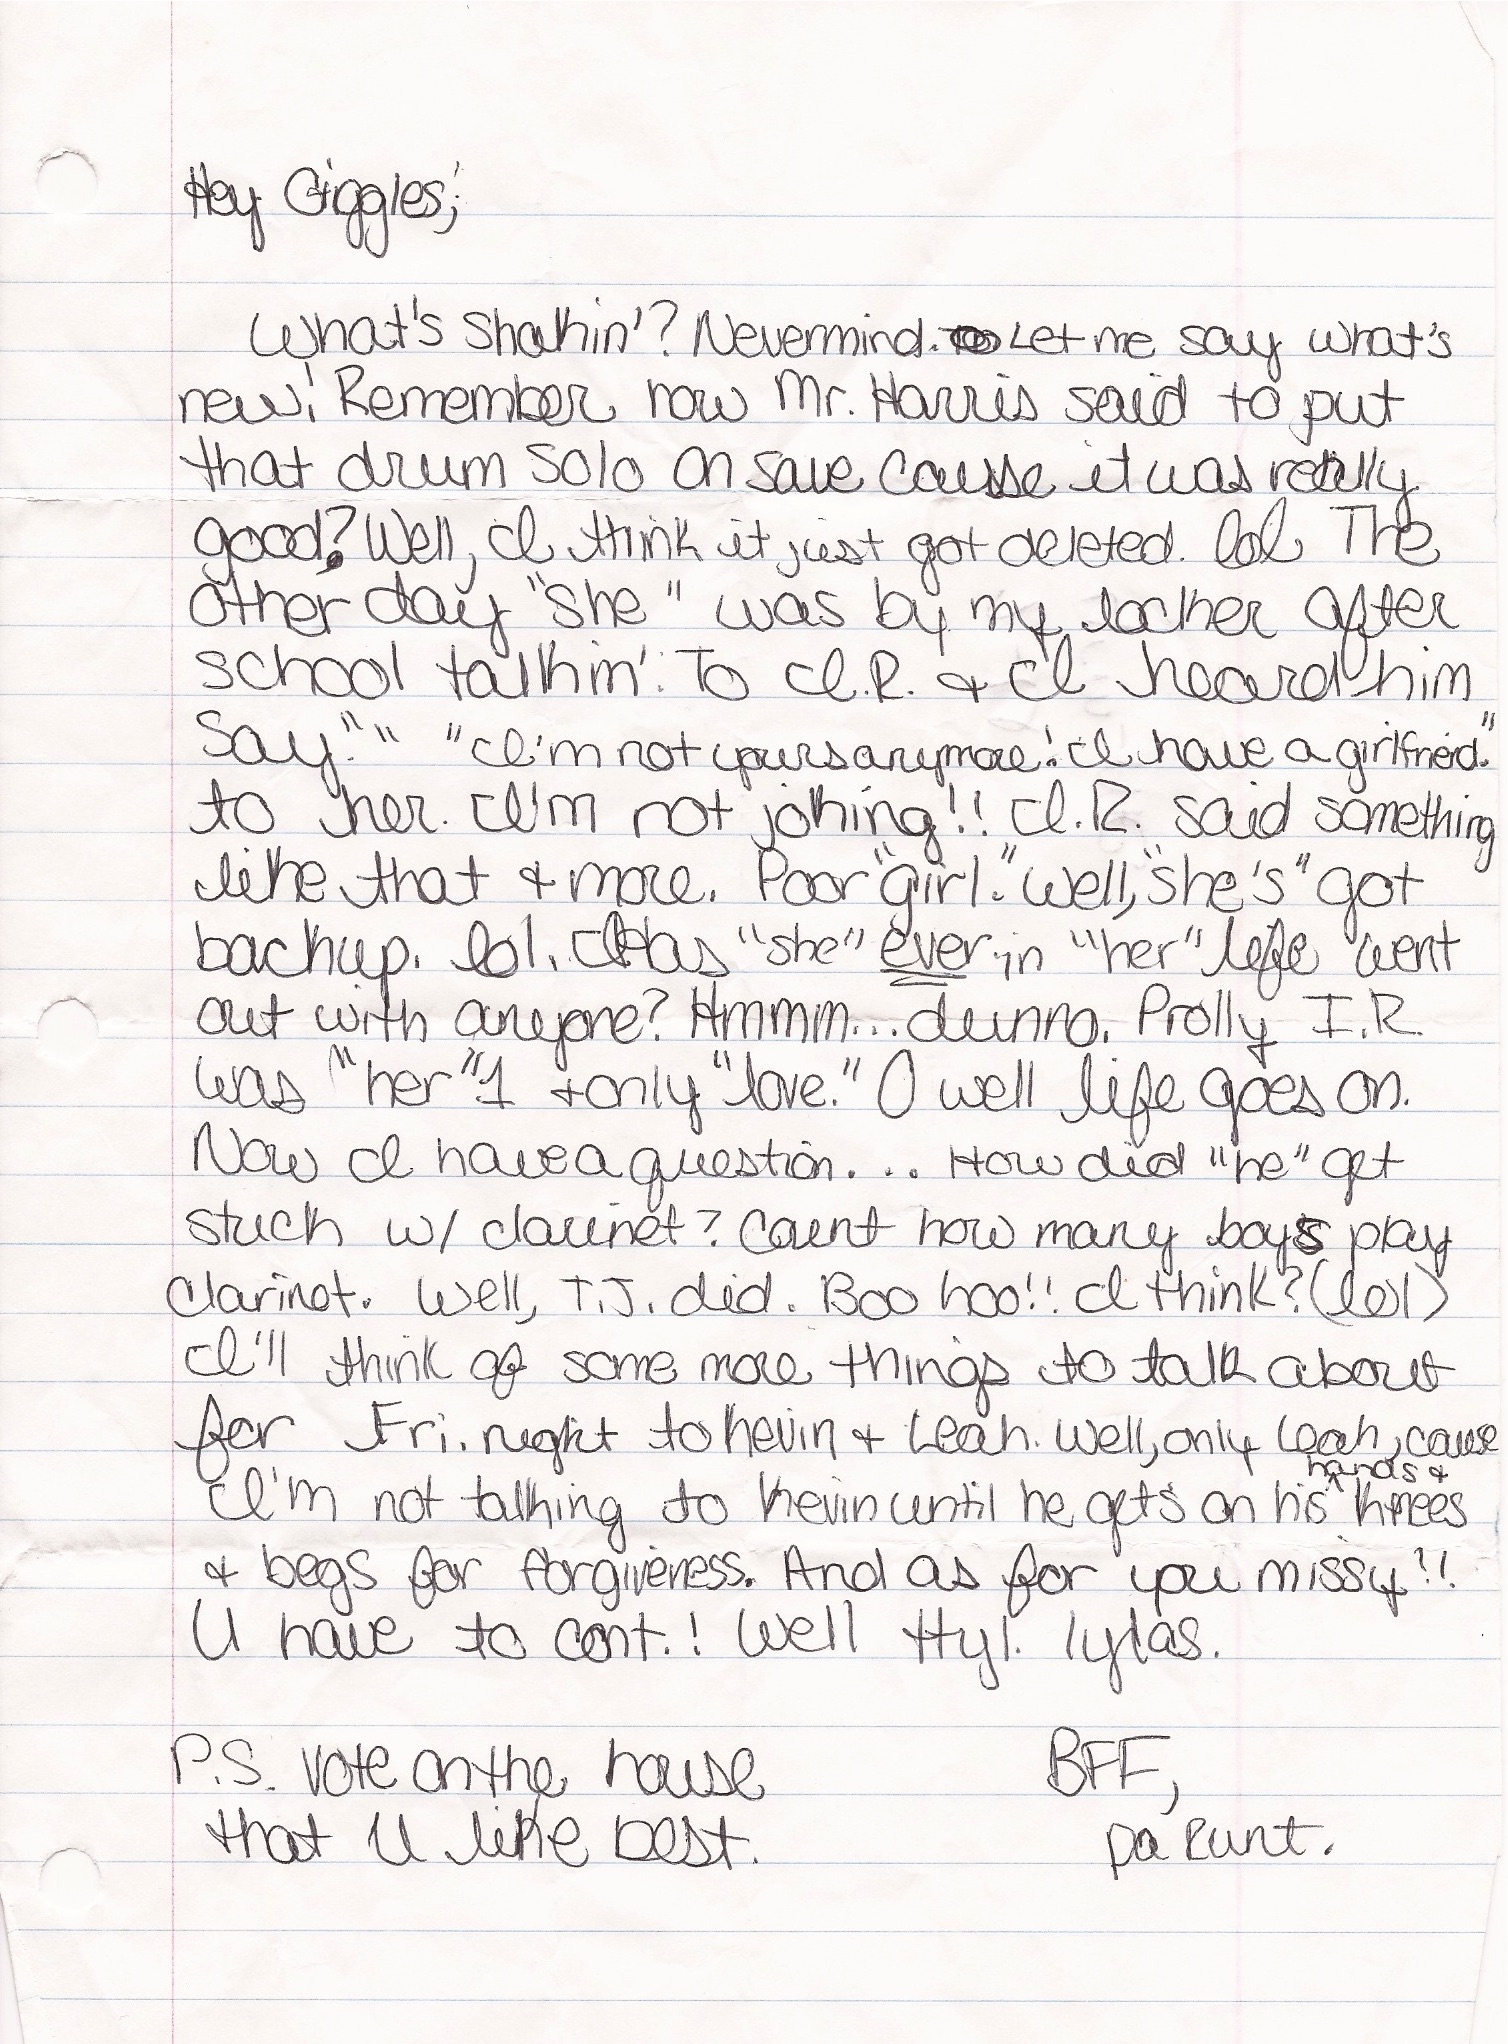 Hey Giggles;
What's shakin'? Nevermind. Let me say what's
new! Remember how Mr. Harris said to put
that drum solo on save cause it was really
good? Well, I think it just got deleted. lol The
other day "she" was by my locker after
school talkin'. To I.R. & I heard him
say "" "I'm not yours anymore! I have a girlfriend."
to her. I'm not joking!! I.R. said something
like that & more. Poor "girl." Well, "she's" got
backup. lol. Has "she" ever in "her" life went
out with anyone? Hmmm... dunno. Prolly I.R.
was "her" 1 & only "love." O well life goes on.
Now I have a question. . . How did "he" get
stuck w/ clarinet? Count how many boys play
clarinet. Well, T.J. did. Boo hoo!! I think? (lol)
I'll think of some more things to talk about
for Fri. night to Kevin & Leah. Well, only Leah, cause
I'm not talking to Kevin until he gets on his hands & knees
& begs for forgiveness. And as for you missy!!
U have to cont.! Well ttyl. lylas.
P.S. Vote on the house
that U like best.
BFF,
Da Runt.